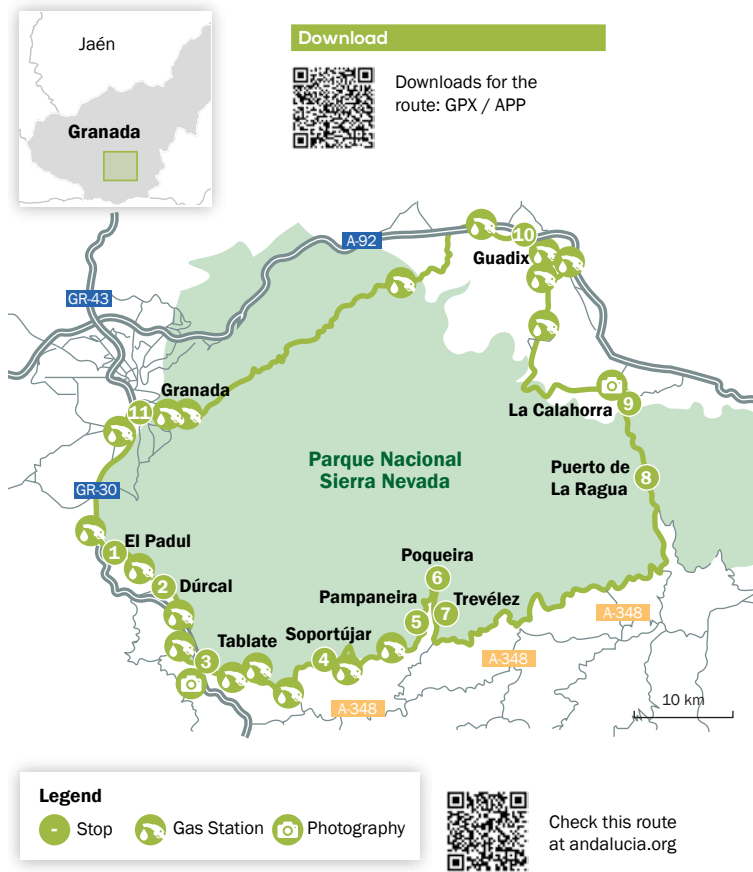 Jaén
Granada
Download
Downloads for the
route: GPX / APP
A-92
10
Guadix
GR-43
Granada
11
La Calahorra
9
Parque Nacional
Sierra Nevada
Puerto de
La Ragua
8
GR-30
1
El Padul
2
Dúrcal
Poqueira
6
Pampaneira
5
Trevélez
7
A-348
Tablate
3
Soportújar
4
A-348
A-348
10 km
Legend
-
Stop
Gas Station
Photography
Check this route
at andalucia.org